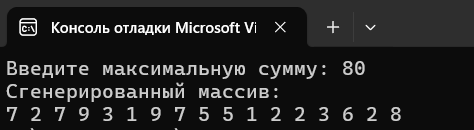 Консоль отладки Microsoft Vi
Введите максимальную сумму: 80
Сгенерированный массив:
7 2 7 9 3 1 9 7 5 5 1 2 2 3 6 2 8